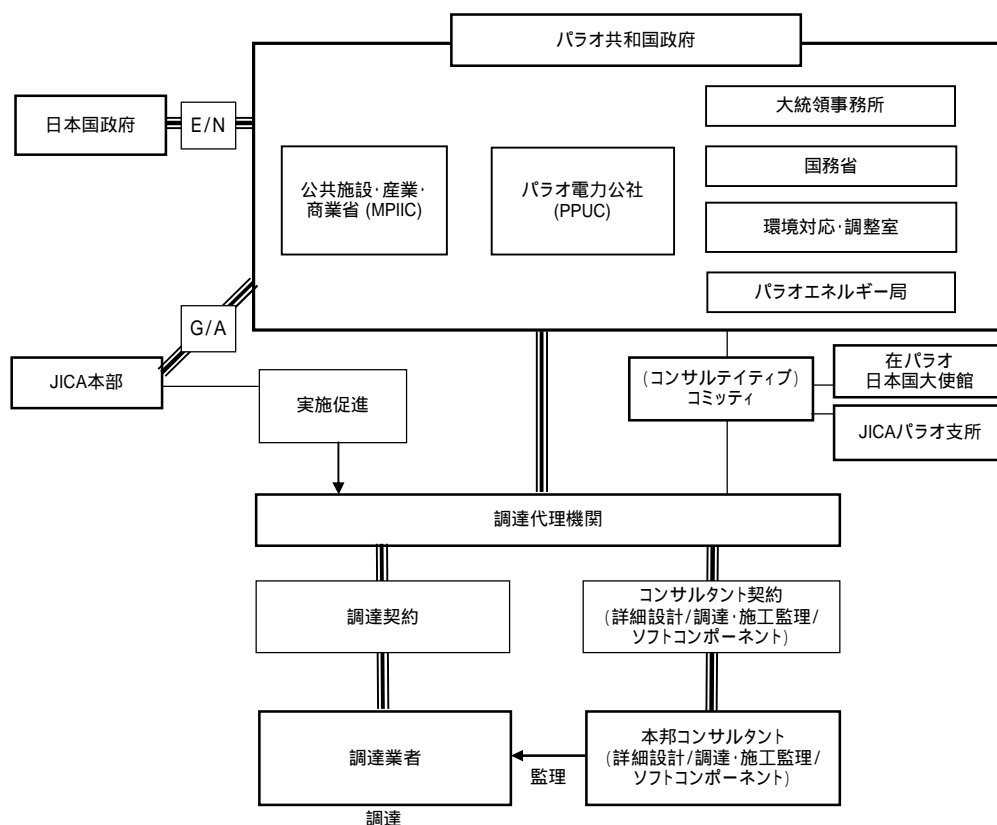 パラオ共和国政府
大統領事務所
日本国政府
E/N
公共施設･産業･
商業省 (MPIIC)
パラオ電力公社
(PPUC)
国務省
環境対応･調整室
パラオエネルギー局
G/A
JICA本部
実施促進
(コンサルテイティブ)
コミッティ
在パラオ
日本国大使館
JICAパラオ支所
調達代理機関
調達契約
コンサルタント契約
(詳細設計/調達･施工監理/
ソフトコンポーネント)
調達業者
監理
本邦コンサルタント
(詳細設計/調達･施工監理/
ソフトコンポーネント)
調達